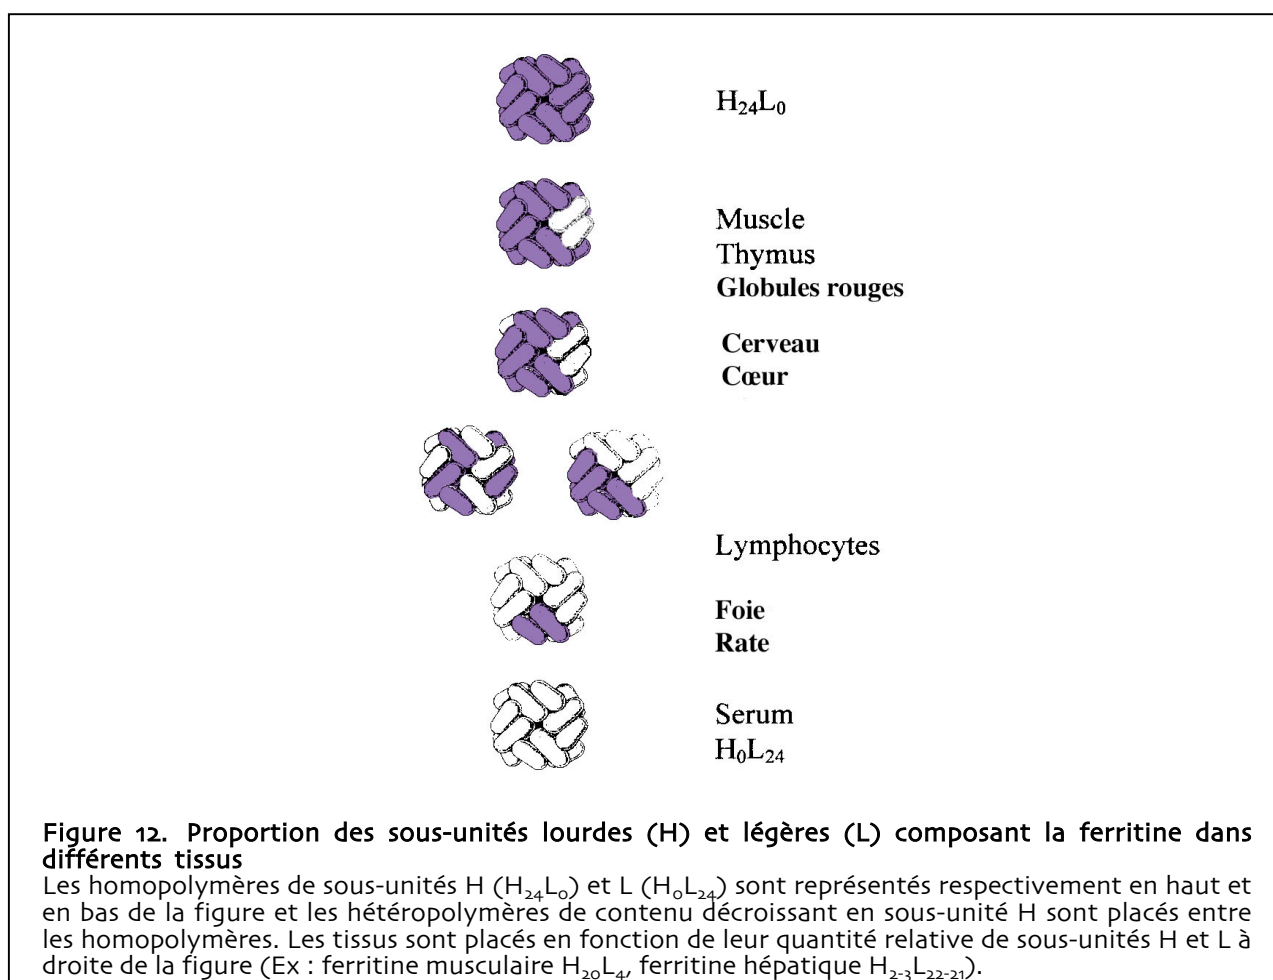 H₂₄L₀
Muscle
Thymus
Globules rouges
Cerveau
Cœur
Lymphocytes
Foie
Rate
Serum
H₀L₂₄
Figure 12. Proportion des sous-unités lourdes (H) et légères (L) composant la ferritine dans
différents tissus
Les homopolymères de sous-unités H (H₂₄L₀) et L (H₀L₂₄) sont représentés respectivement en haut et
en bas de la figure et les hétéropolymères de contenu décroissant en sous-unité H sont placés entre
les homopolymères. Les tissus sont placés en fonction de leur quantité relative de sous-unités H et L à
droite de la figure (Ex : ferritine musculaire H₂₀L₄, ferritine hépatique H₂₋₃L₂₂₋₂₁).